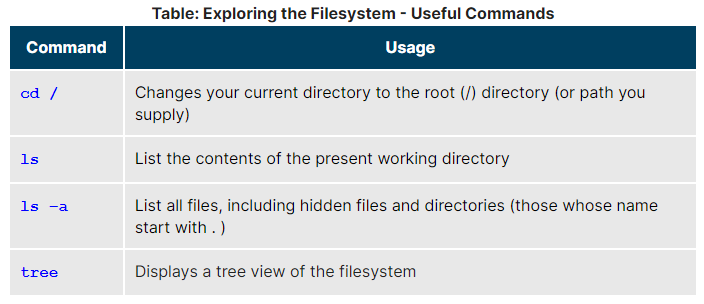 Table: Exploring the Filesystem - Useful Commands
Command Usage
cd / Changes your current directory to the root (/) directory (or path you
supply)
ls List the contents of the present working directory
ls –a List all files, including hidden files and directories (those whose name
start with . )
tree Displays a tree view of the filesystem